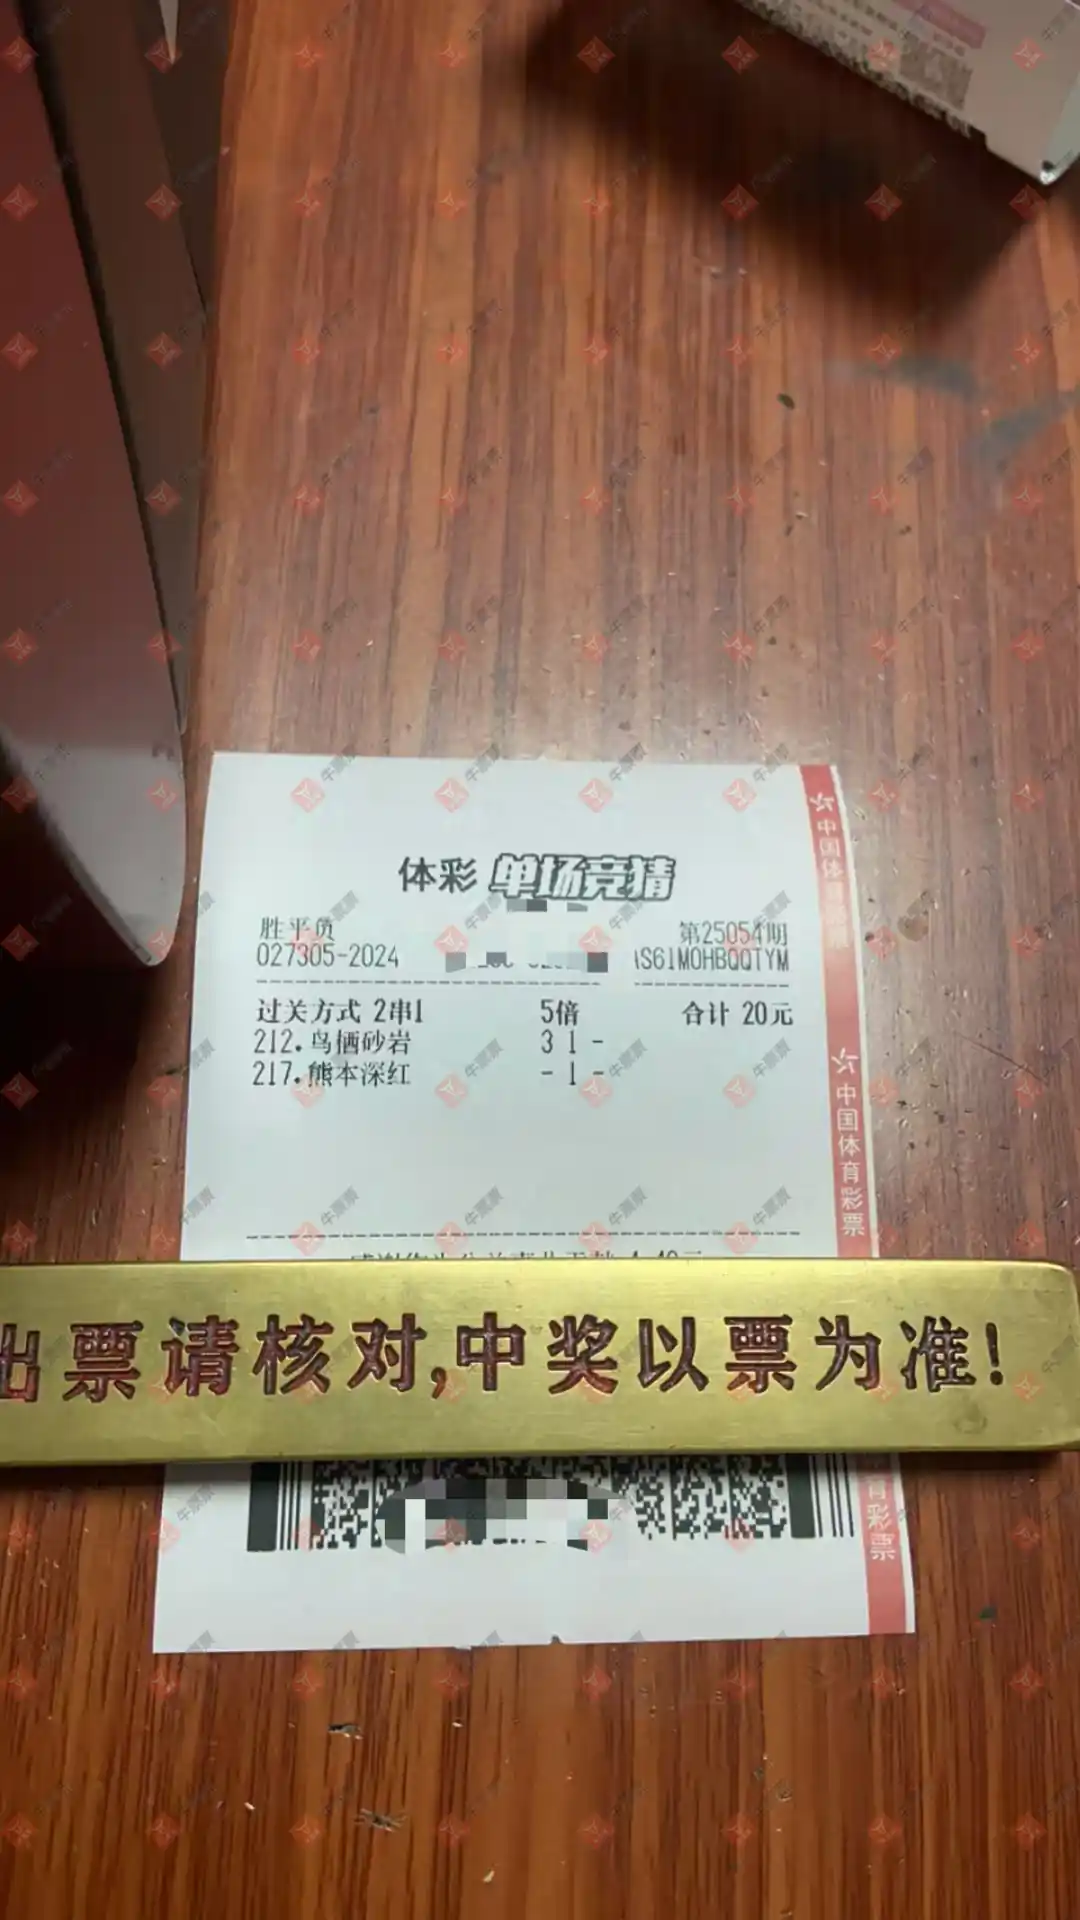 体彩 单场竞猜
胜平负 第25054期
027305-2024 S61MOHBQQTYM
过关方式 2串1 5倍 合计 20元
212.鸟栖砂岩 3 1 -
217.熊本深红 - 1 -
出票请核对,中奖以票为准!
中国体
中国体育彩票
育彩票
牛票票